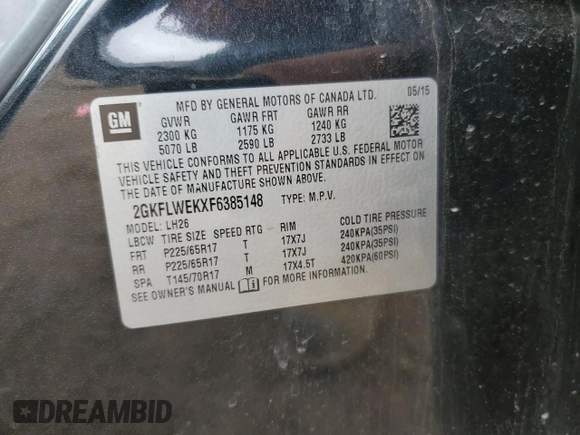 GM
MFD BY GENERAL MOTORS OF CANADA LTD. 05/15
GVWR GAWR FRT GAWR RR
2300 KG 1175 KG 1240 KG
5070 LB 2590 LB 2733 LB
THIS VEHICLE CONFORMS TO ALL APPLICABLE U.S. FEDERAL MOTOR
VEHICLE SAFETY AND THEFT PREVENTION STANDARDS IN EFFECT ON
THE DATE OF MANUFACTURE SHOWN ABOVE.
2GKFLWEKXF6385148 TYPE: M.P.V.
MODEL: LH26
LBCW TIRE SIZE SPEED RTG - RIM COLD TIRE PRESSURE
FRT P225/65R17 T 17X7J 240KPA(35PSI)
RR P225/65R17 T 17X7J 240KPA(35PSI)
SPA T145/70R17 M 17X4.5T 420KPA(60PSI)
SEE OWNER'S MANUAL FOR MORE INFORMATION.
DREAMBID